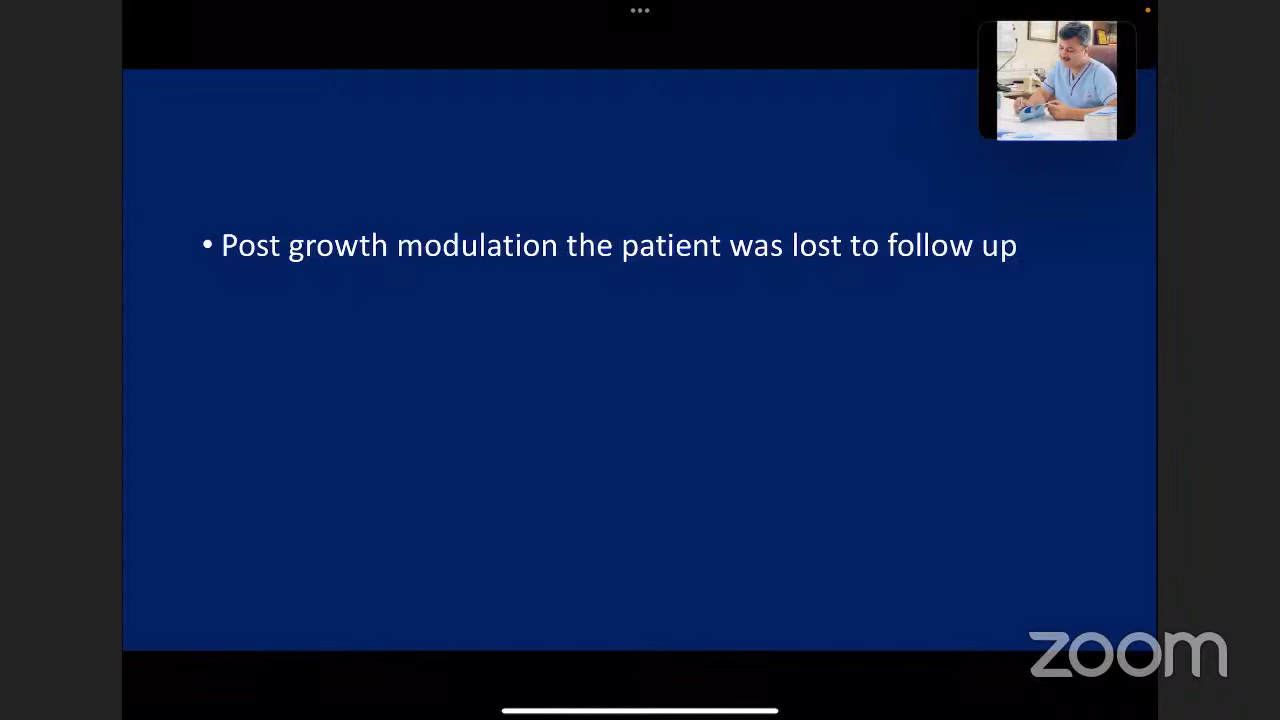 • Post growth modulation the patient was lost to follow up
zoom